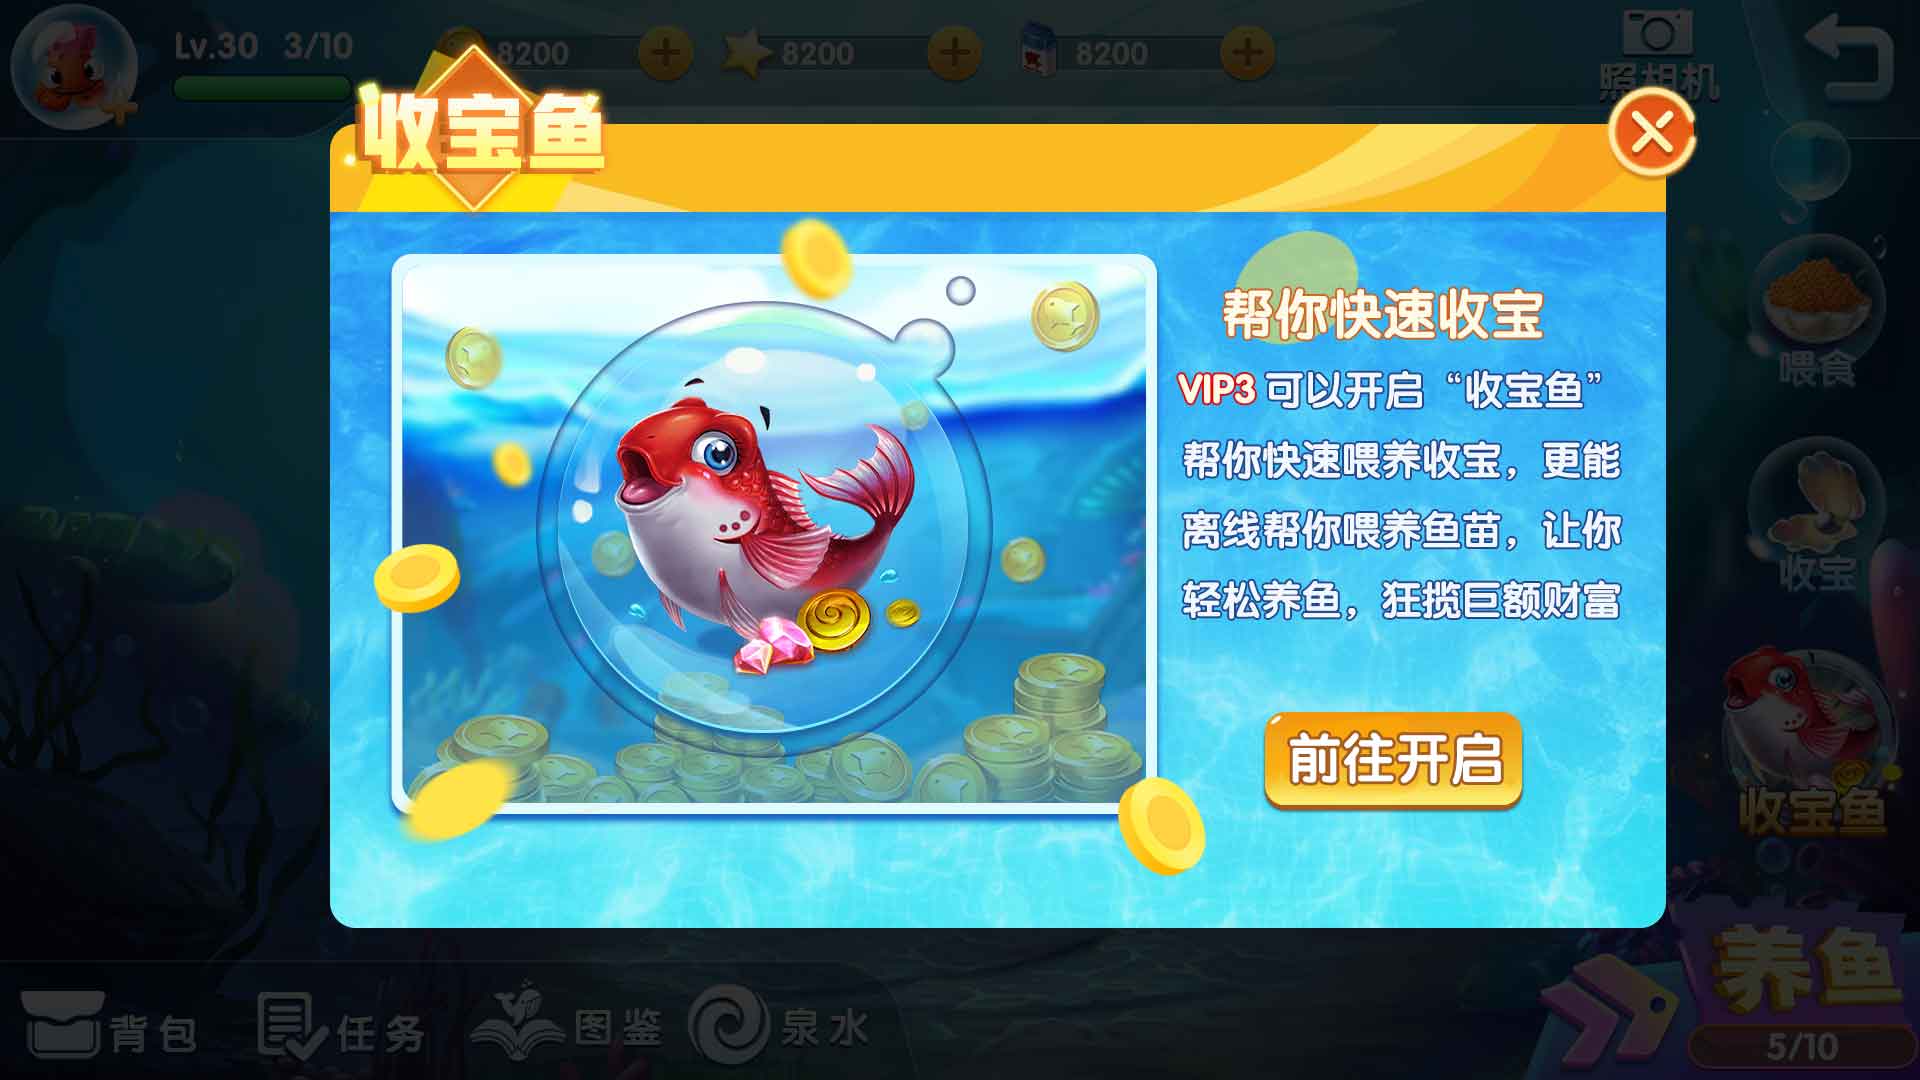 Lv.30 3/10
8200
8200
8200
照相机
收宝鱼
帮你快速收宝
VIP3 可以开启“收宝鱼”
帮你快速喂养收宝，更能
离线帮你喂养鱼苗，让你
轻松养鱼，狂揽巨额财富
前往开启
喂食
收宝
收宝鱼
背包
任务
图鉴
泉水
养鱼
5/10